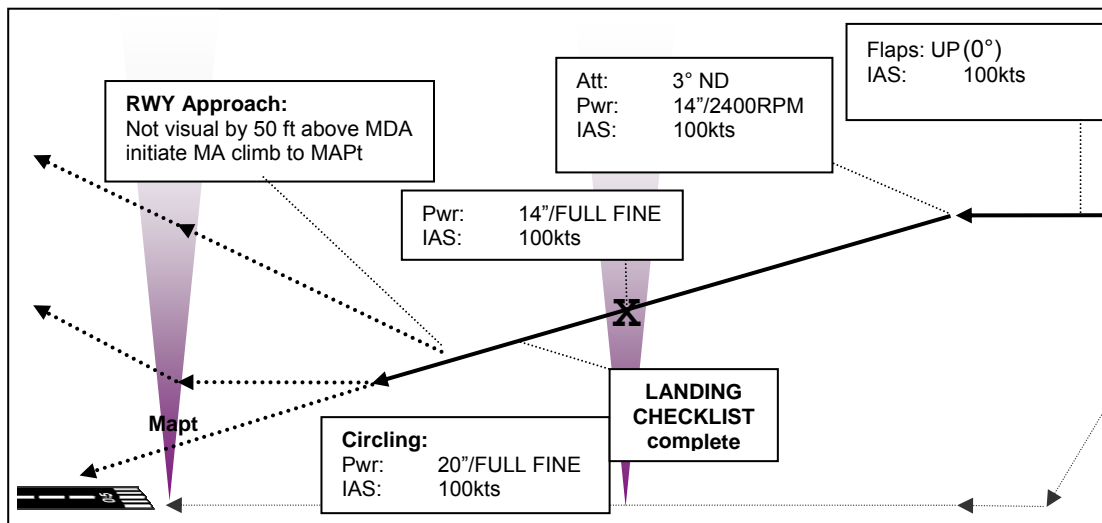 Flaps: UP (0°)
IAS: 100kts
Att: 3° ND
Pwr: 14”/2400RPM
IAS: 100kts
RWY Approach:
Not visual by 50 ft above MDA
initiate MA climb to MAPt
Pwr: 14”/FULL FINE
IAS: 100kts
X
LANDING
CHECKLIST
complete
Mapt
Circling:
Pwr: 20”/FULL FINE
IAS: 100kts
05